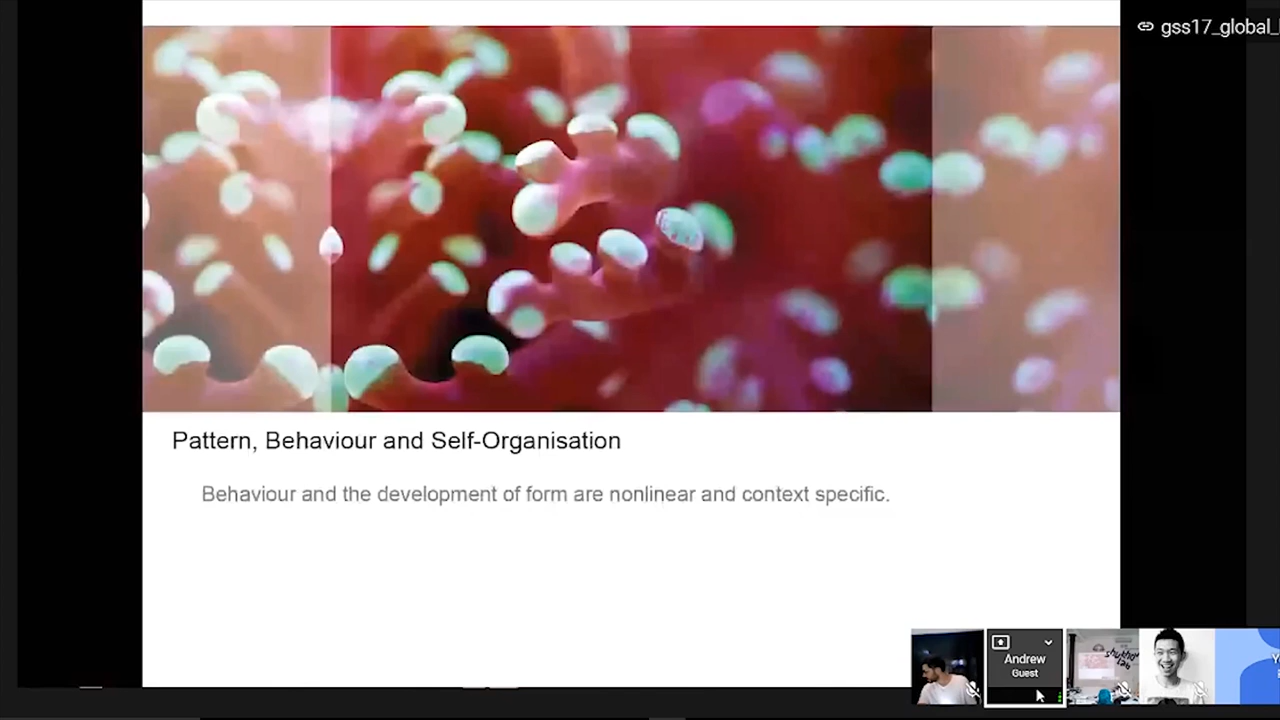 gss17_global_
Pattern, Behaviour and Self-Organisation
Behaviour and the development of form are nonlinear and context specific.
Andrew
Guest